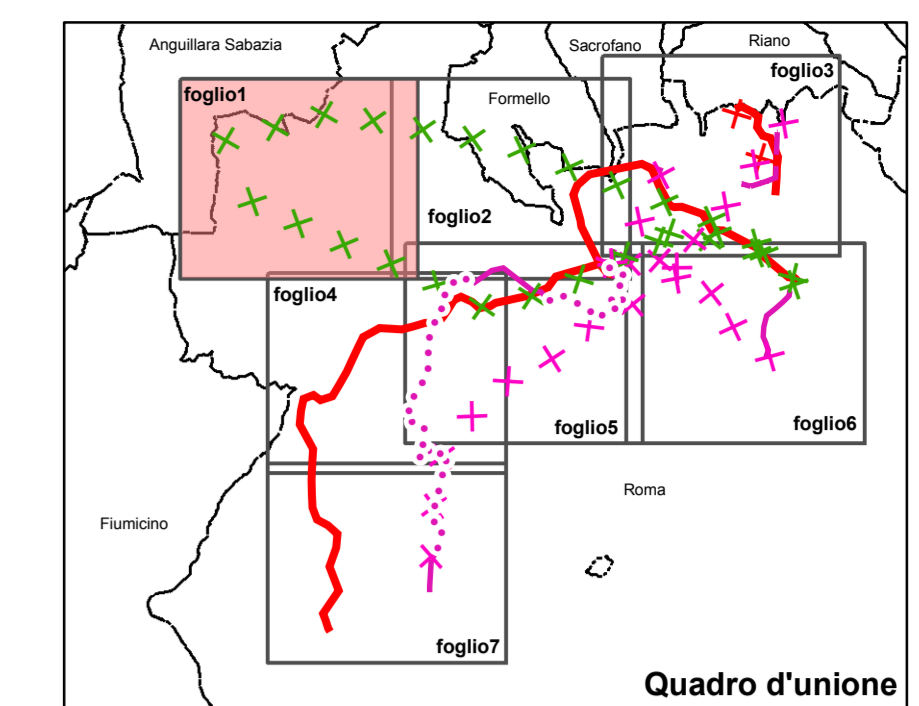 Anguillara Sabazia
Sacrofano
Riano
foglio3
foglio1
Formello
foglio2
foglio4
foglio5
foglio6
Roma
Fiumicino
foglio7
Quadro d'unione